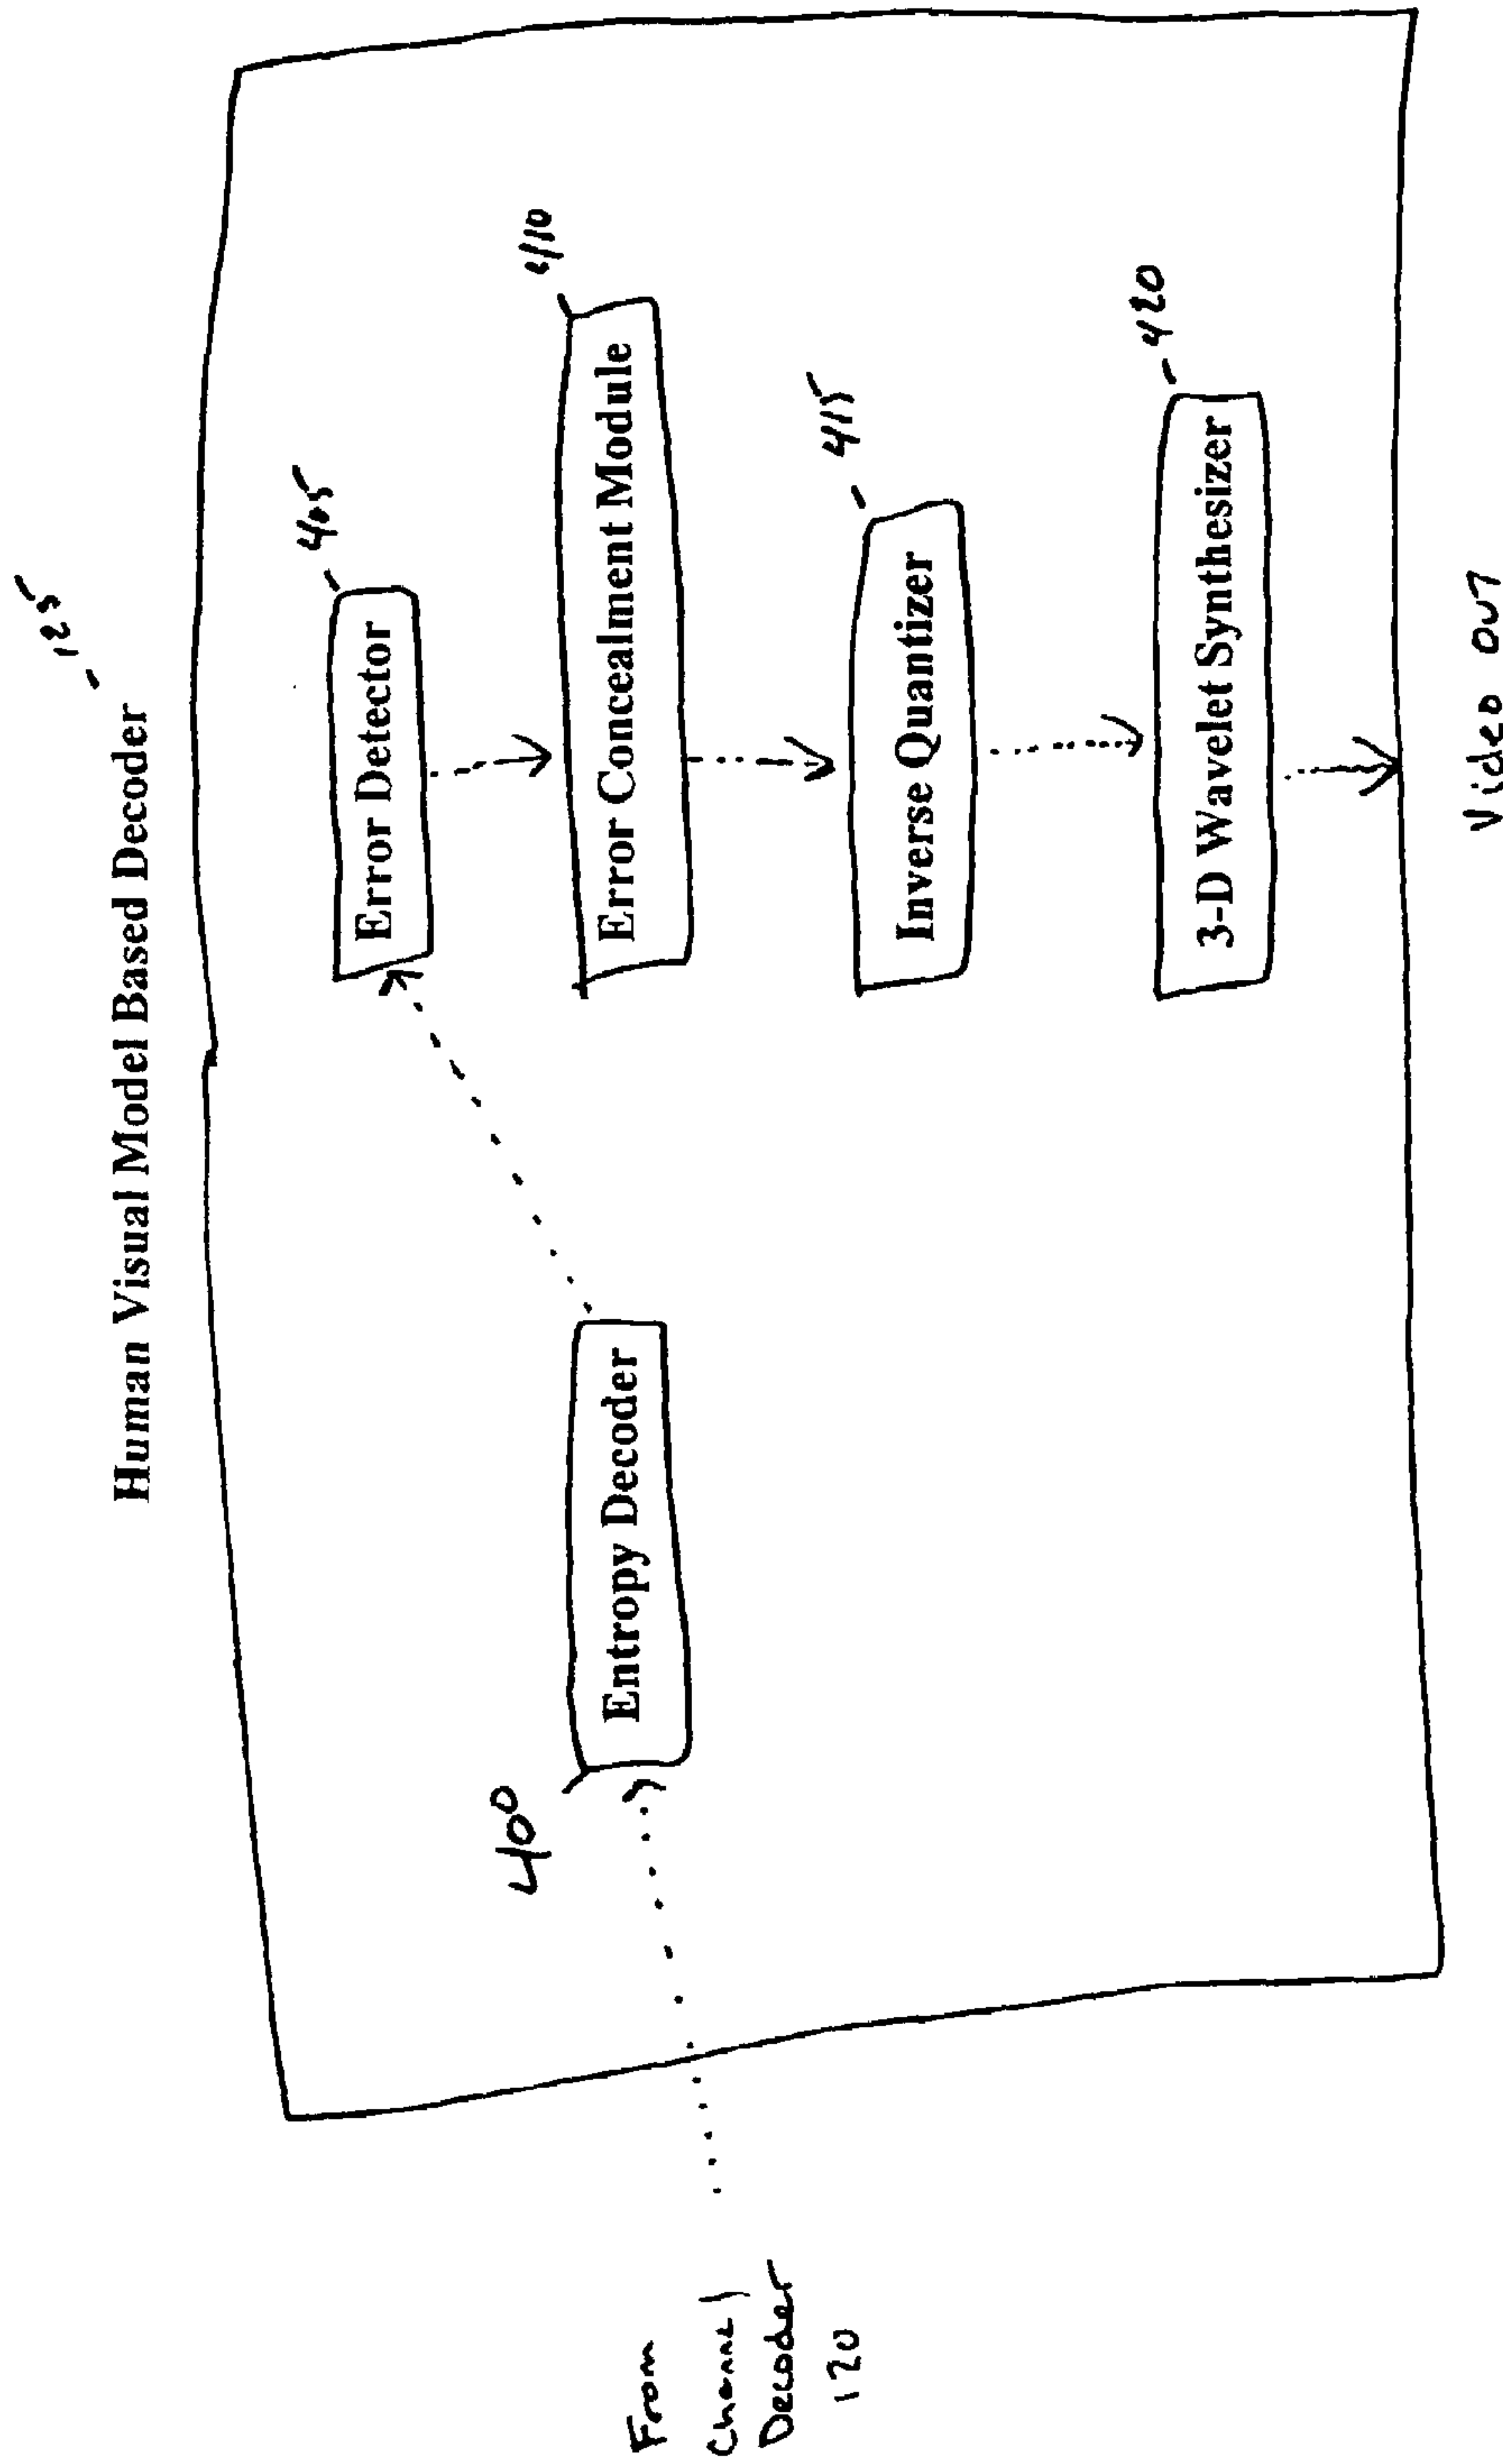 Human Visual Model Based Decoder
125
Error Detector
405
Error Concealment Module
410
Inverse Quantizer
415
3-D Wavelet Synthesizer
420
Entropy Decoder
400
From
Channel
Decoder
120
Video Out